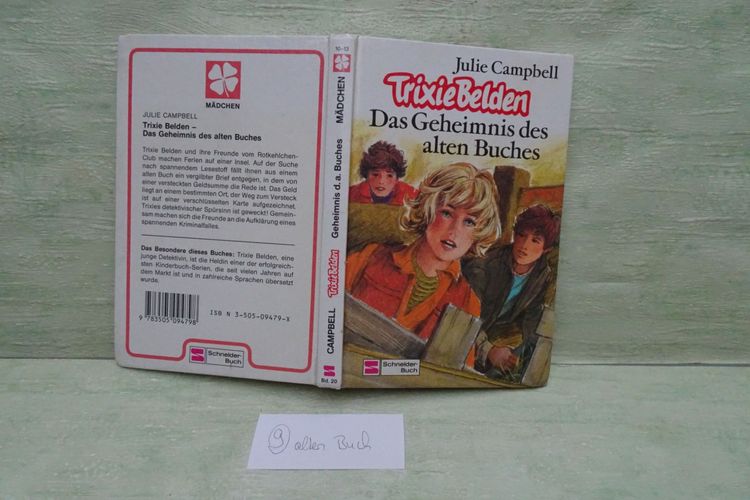 MÄDCHEN
JULIE CAMPBELL
Trixie Belden –
Das Geheimnis des alten Buches
Trixie Belden und ihre Freunde vom Rotkehlchen-
Club machen Ferien auf einer Insel. Auf der Suche
nach spannendem Lesestoff fällt ihnen aus einem
alten Buch ein vergilbter Brief entgegen, in dem von
einer versteckten Geldsumme die Rede ist. Das Geld
liegt an einem bestimmten Ort, der Weg zum Versteck
ist auf einer verschlüsselten Karte aufgezeichnet.
Trixies detektivischer Spürsinn ist geweckt! Gemein-
sam machen sich die Freunde an die Aufklärung eines
spannenden Kriminalfalles.
Das Besondere dieses Buches: Trixie Belden, eine
junge Detektivin, ist die Heldin einer der erfolgreich-
sten Kinderbuch-Serien, die seit vielen Jahren auf
dem Markt ist und in zahlreiche Sprachen übersetzt
wurde.
9 783505 094798
ISBN 3-505-09479-X
Schneider-
Buch
10–13
MÄDCHEN
Geheimnis d. a. Buches
Trixie Belden
CAMPBELL
Bd. 20
Julie Campbell
Trixie Belden
Das Geheimnis des
alten Buches
Schneider-
Buch
9 alten Buch